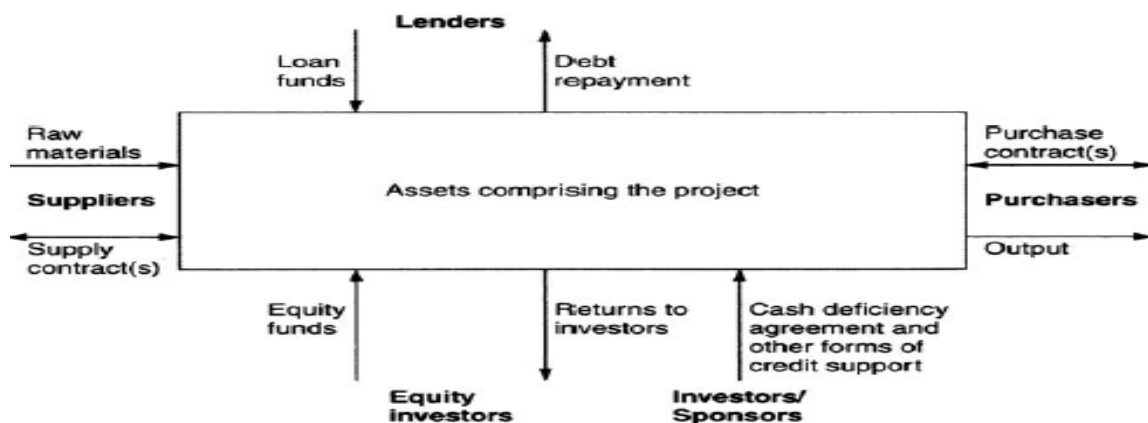 Lenders
Loan
funds
Debt
repayment
Raw
materials
Suppliers
Supply
contract(s)
Assets comprising the project
Purchase
contract(s)
Purchasers
Output
Equity
funds
Returns to
investors
Cash deficiency
agreement and
other forms of
credit support
Equity
investors
Investors/
Sponsors